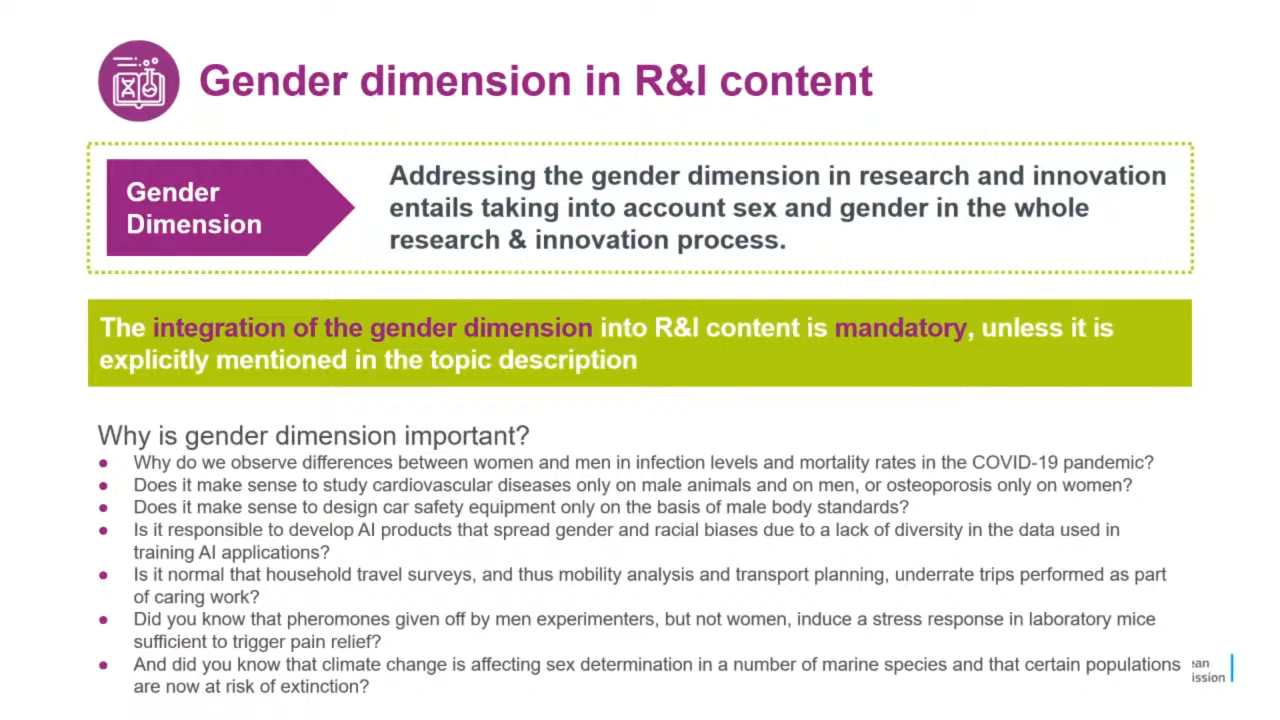 Gender dimension in R&I content
Gender
Dimension
Addressing the gender dimension in research and innovation
entails taking into account sex and gender in the whole
research & innovation process.
The integration of the gender dimension into R&I content is mandatory, unless it is
explicitly mentioned in the topic description
Why is gender dimension important?
● Why do we observe differences between women and men in infection levels and mortality rates in the COVID-19 pandemic?
● Does it make sense to study cardiovascular diseases only on male animals and on men, or osteoporosis only on women?
● Does it make sense to design car safety equipment only on the basis of male body standards?
● Is it responsible to develop AI products that spread gender and racial biases due to a lack of diversity in the data used in
training AI applications?
● Is it normal that household travel surveys, and thus mobility analysis and transport planning, underrate trips performed as part
of caring work?
● Did you know that pheromones given off by men experimenters, but not women, induce a stress response in laboratory mice
sufficient to trigger pain relief?
● And did you know that climate change is affecting sex determination in a number of marine species and that certain populations
are now at risk of extinction?
ean
ission